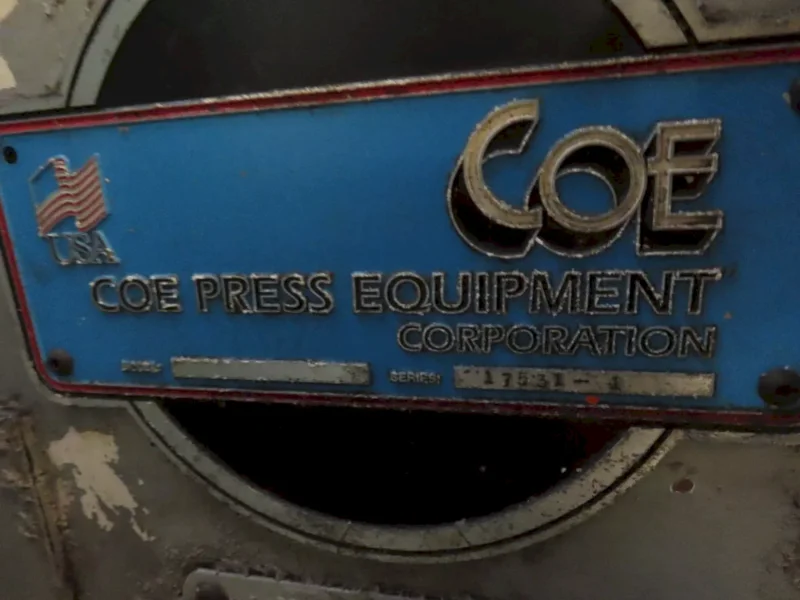 COE
USA
COE PRESS EQUIPMENT
CORPORATION
SERIES: